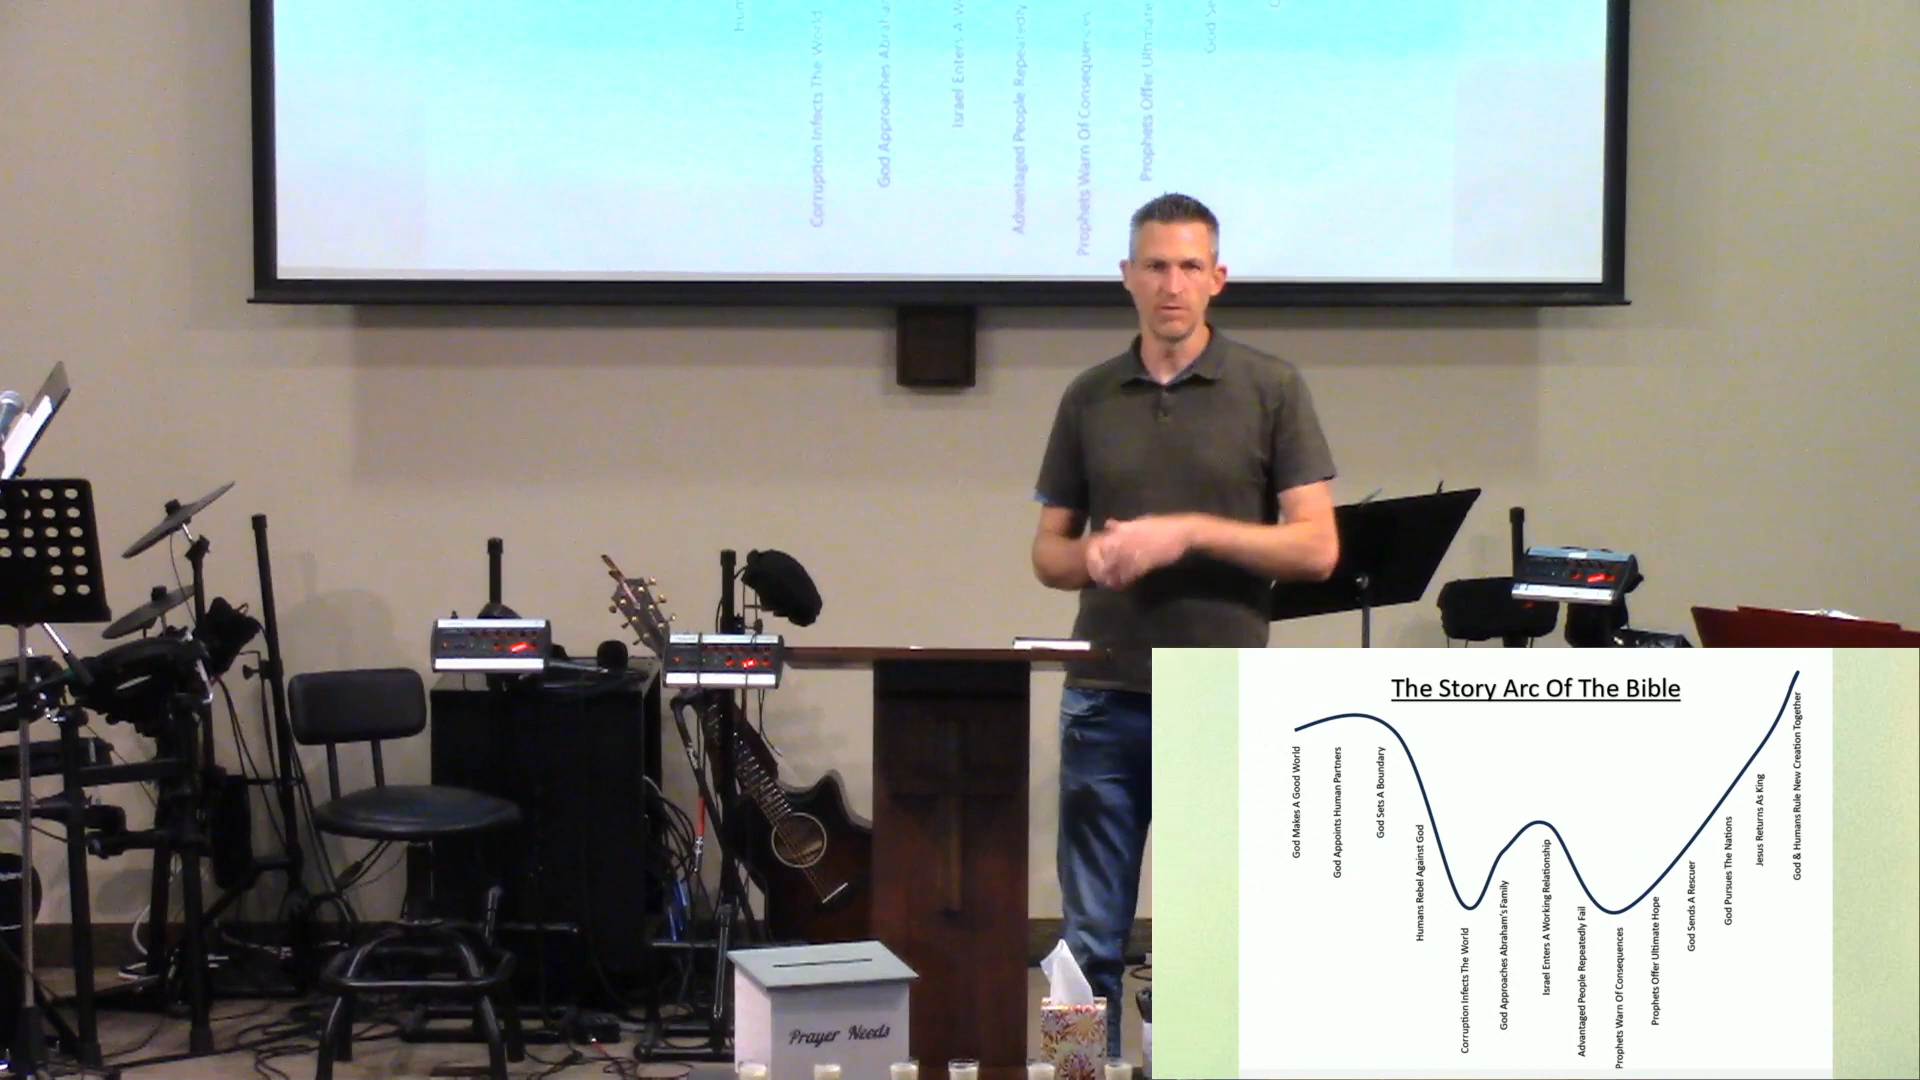 Corruption Infects The World
God Approaches Abraha
Israel Enters A W
Advantaged People Repeatedly
Prophets Warn Of Consequences
Prophets Offer Ultimate
God Se
Prayer Needs
The Story Arc Of The Bible
God Makes A Good World
God Appoints Human Partners
God Sets A Boundary
Humans Rebel Against God
Corruption Infects The World
God Approaches Abraham's Family
Israel Enters A Working Relationship
Advantaged People Repeatedly Fail
Prophets Warn Of Consequences
Prophets Offer Ultimate Hope
God Sends A Rescuer
God Pursues The Nations
Jesus Returns As King
God & Humans Rule New Creation Together